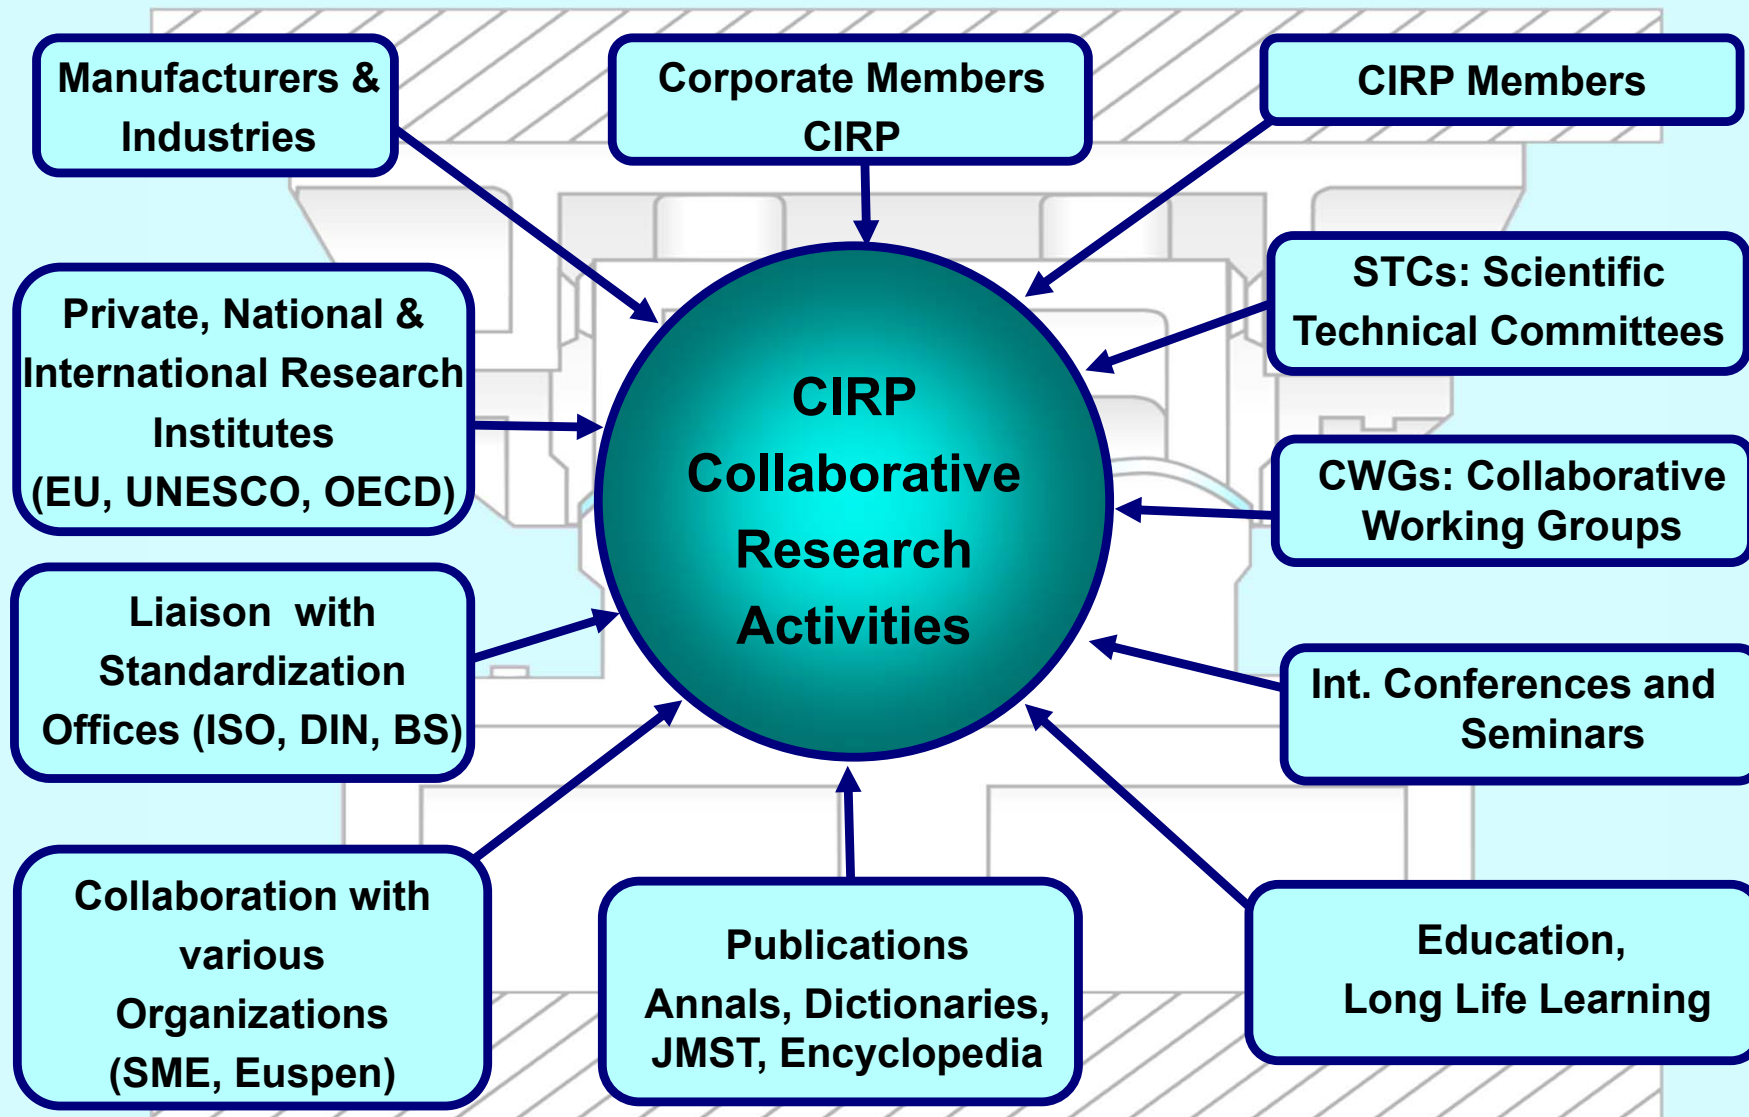 Manufacturers &
Industries
Corporate Members
CIRP
CIRP Members
Private, National &
International Research
Institutes
(EU, UNESCO, OECD)
STCs: Scientific
Technical Committees
CIRP
Collaborative
Research
Activities
CWGs: Collaborative
Working Groups
Liaison with
Standardization
Offices (ISO, DIN, BS)
Int. Conferences and
Seminars
Collaboration with
various
Organizations
(SME, Euspen)
Publications
Annals, Dictionaries,
JMST, Encyclopedia
Education,
Long Life Learning